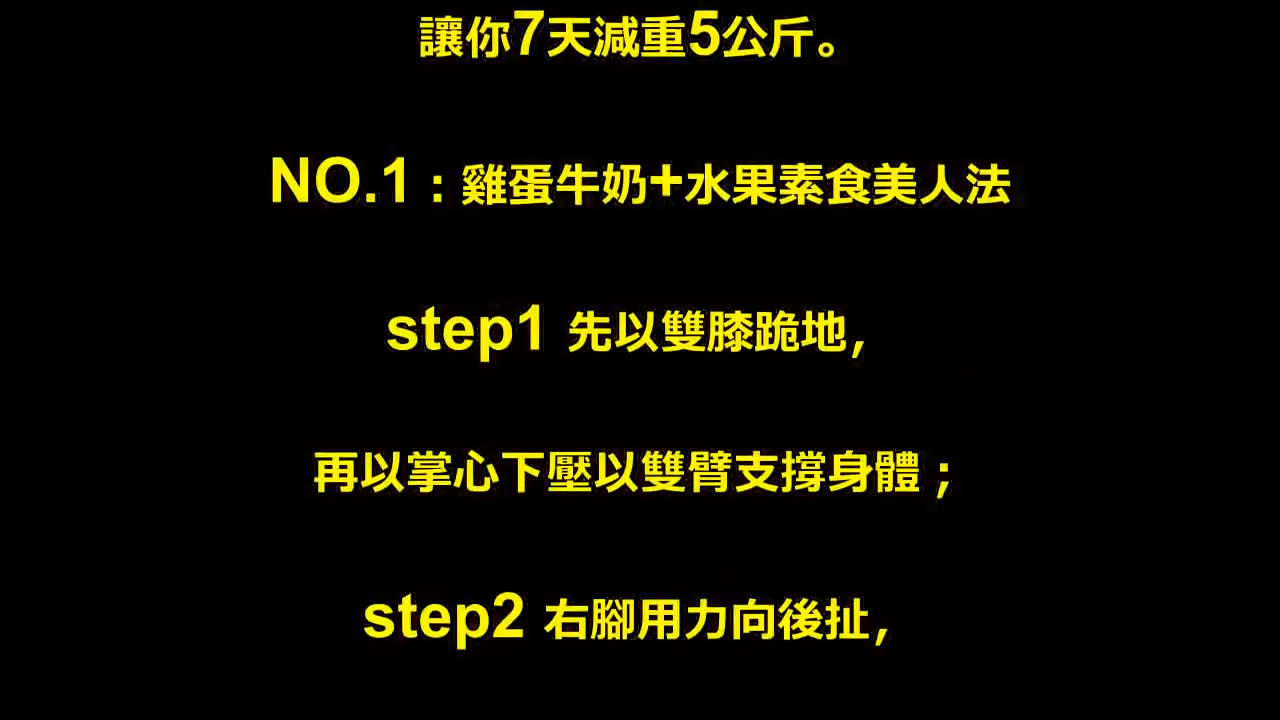 讓你7天減重5公斤。
NO.1：雞蛋牛奶+水果素食美人法
step1 先以雙膝跪地，
再以掌心下壓以雙臂支撐身體；
step2 右腳用力向後扯，